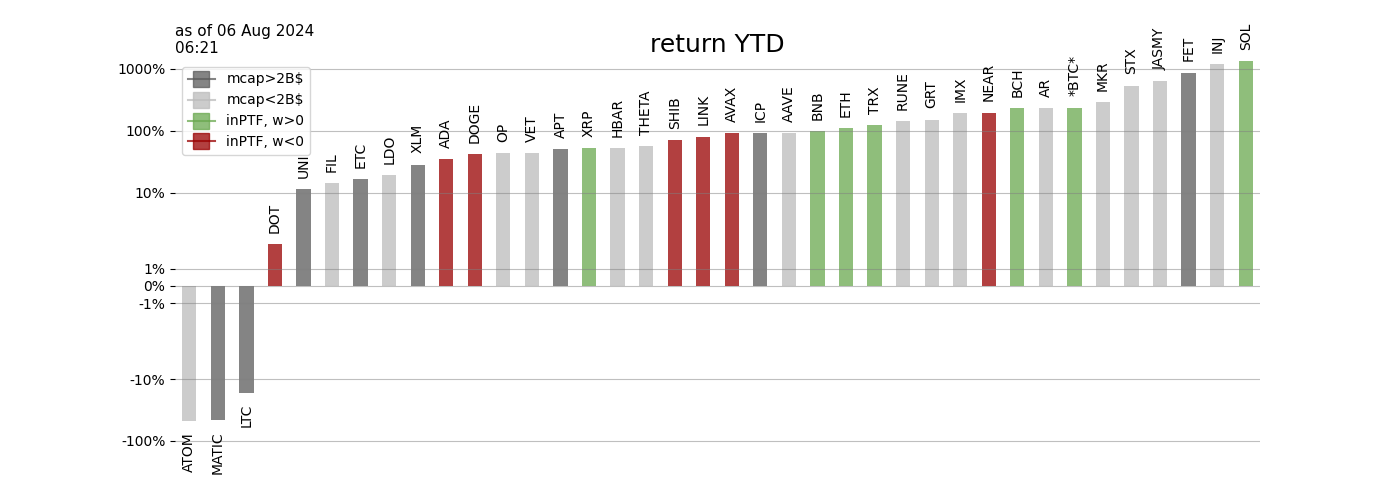 as of 06 Aug 2024
06:21
return YTD
mcap>2B$
mcap<2B$
inPTF, w>0
inPTF, w<0
1000%
100%
10%
1%
0%
-1%
-10%
-100%
ATOM
MATIC
LTC
DOT
UNI
FIL
ETC
LDO
XLM
ADA
DOGE
OP
VET
APT
XRP
HBAR
THETA
SHIB
LINK
AVAX
ICP
AAVE
BNB
ETH
TRX
RUNE
GRT
IMX
NEAR
BCH
AR
*BTC*
MKR
STX
JASMY
FET
INJ
SOL